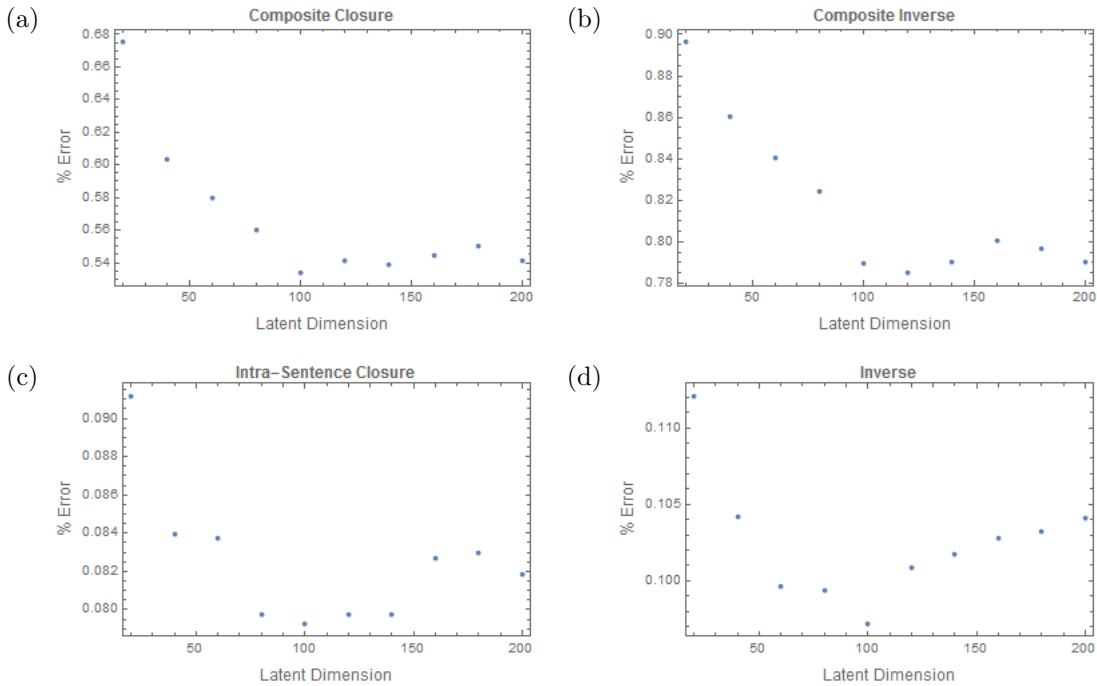 (a)
Composite Closure
% Error
0.68
0.66
0.64
0.62
0.60
0.58
0.56
0.54
50
100
150
200
Latent Dimension
(b)
Composite Inverse
% Error
0.90
0.88
0.86
0.84
0.82
0.80
0.78
50
100
150
200
Latent Dimension
(c)
Intra-Sentence Closure
% Error
0.090
0.088
0.086
0.084
0.082
0.080
50
100
150
200
Latent Dimension
(d)
Inverse
% Error
0.110
0.105
0.100
50
100
150
200
Latent Dimension